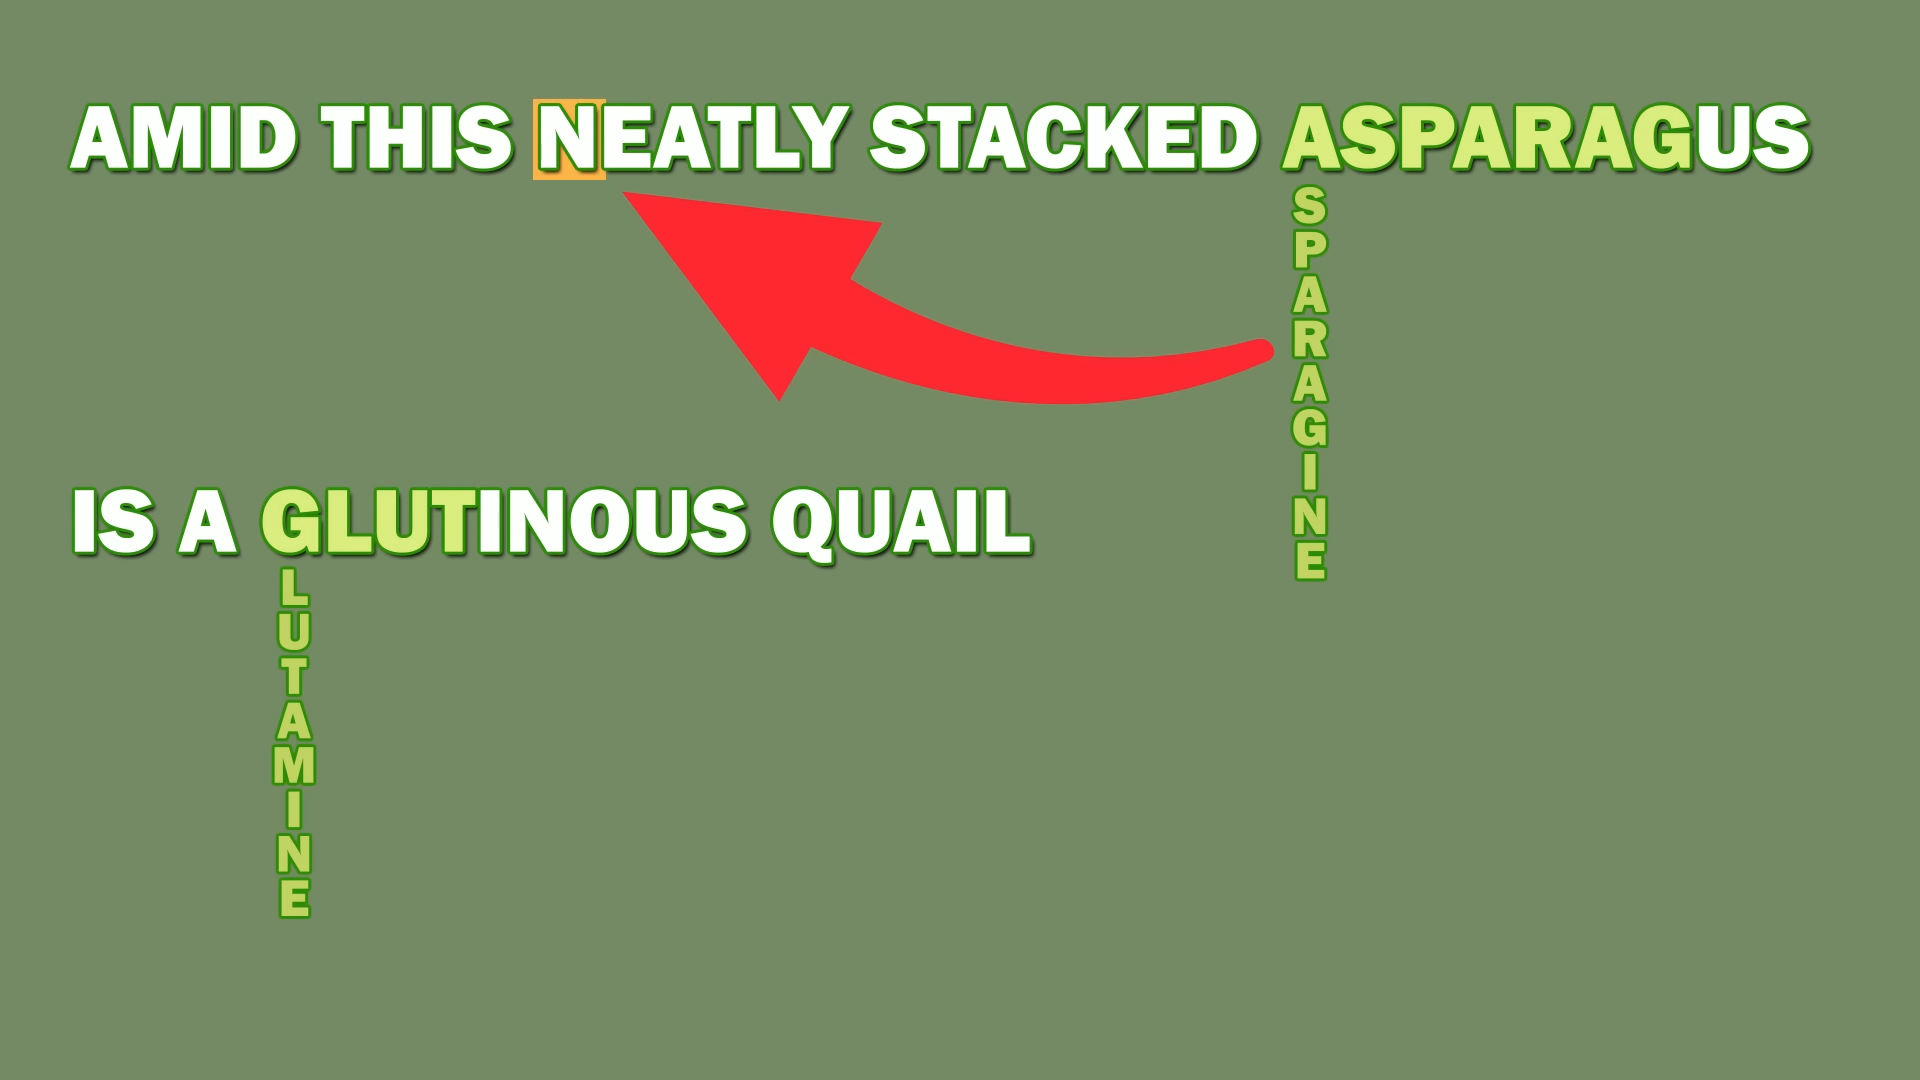 AMID THIS NEATLY STACKED ASPARAGUS
SPARAGINE
IS A GLUTINOUS QUAIL
LUTAMINE